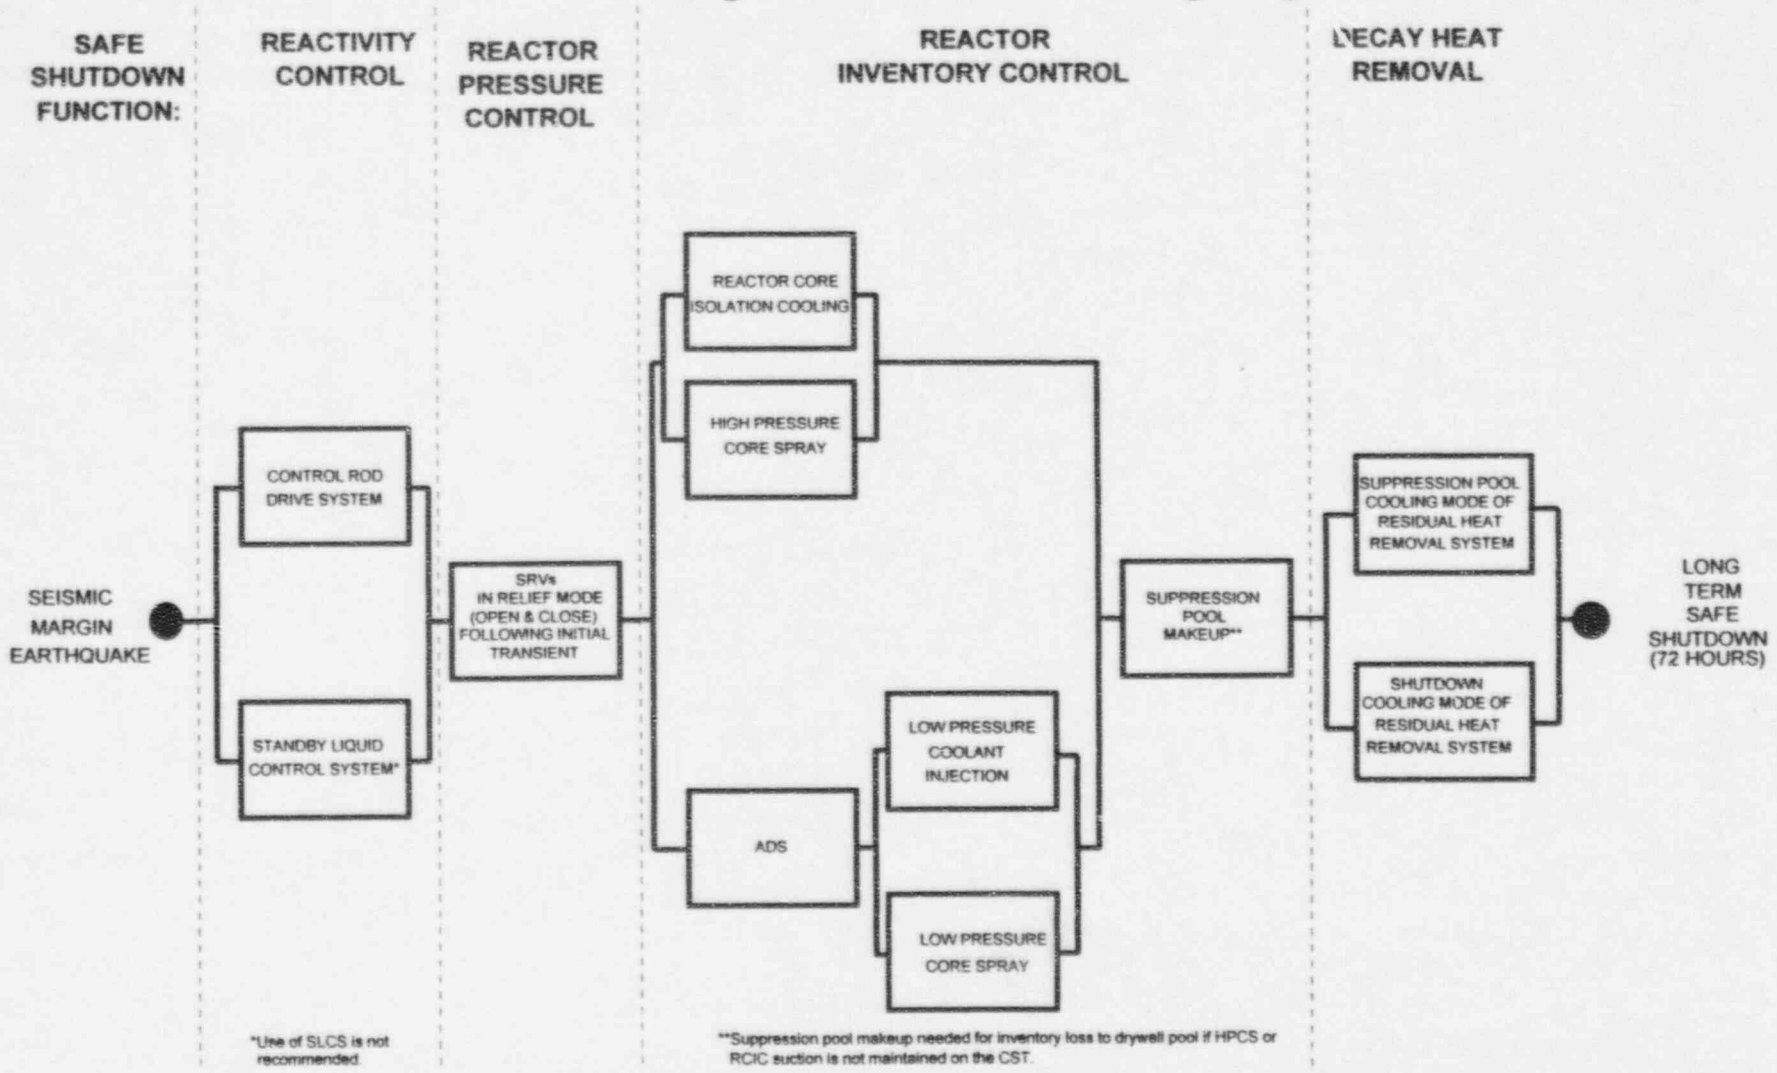 SAFE
SHUTDOWN
FUNCTION:
REACTIVITY
CONTROL
REACTOR
PRESSURE
CONTROL
REACTOR
INVENTORY CONTROL
DECAY HEAT
REMOVAL
SEISMIC
MARGIN
EARTHQUAKE
CONTROL ROD
DRIVE SYSTEM
STANDBY LIQUID
CONTROL SYSTEM*
SRVs
IN RELIEF MODE
(OPEN & CLOSE)
FOLLOWING INITIAL
TRANSIENT
REACTOR CORE
ISOLATION COOLING
HIGH PRESSURE
CORE SPRAY
ADS
LOW PRESSURE
COOLANT
INJECTION
LOW PRESSURE
CORE SPRAY
SUPPRESSION
POOL
MAKEUP**
SUPPRESSION POOL
COOLING MODE OF
RESIDUAL HEAT
REMOVAL SYSTEM
SHUTDOWN
COOLING MODE OF
RESIDUAL HEAT
REMOVAL SYSTEM
LONG
TERM
SAFE
SHUTDOWN
(72 HOURS)
*Use of SLCS is not
recommended.
**Suppression pool makeup needed for inventory loss to drywell pool if HPCS or
RCIC suction is not maintained on the CST.